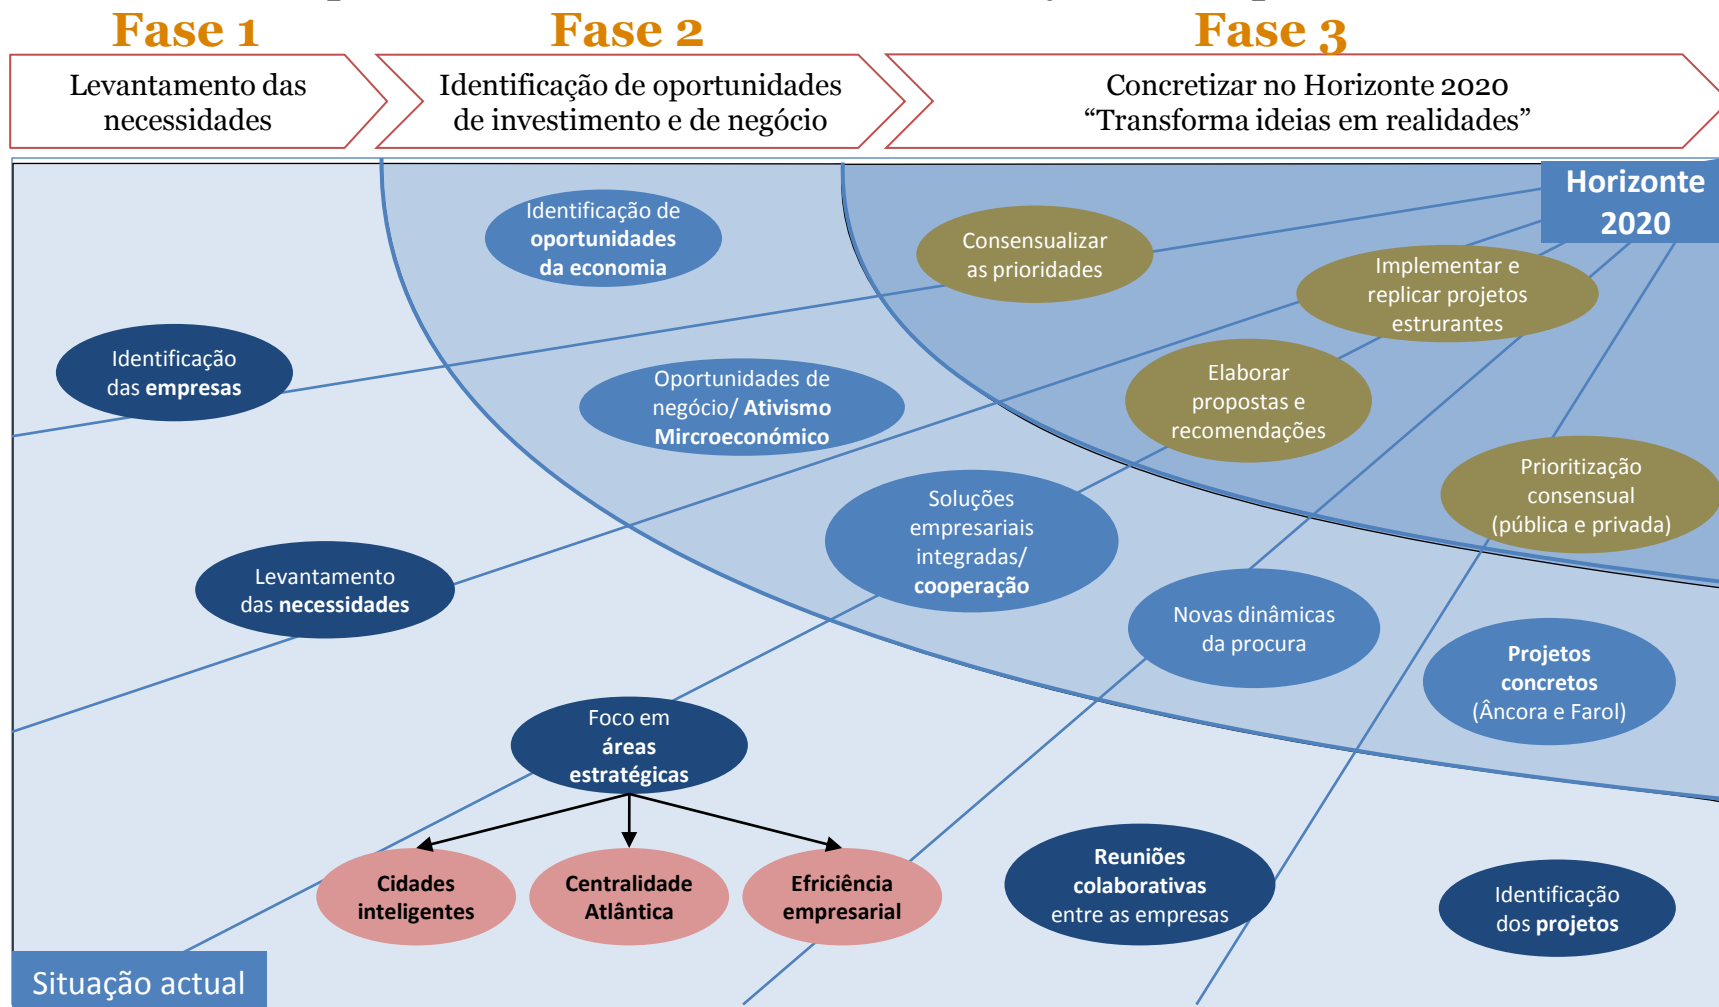 Fase 1
Fase 2
Fase 3
Levantamento das
necessidades
Identificação de oportunidades
de investimento e de negócio
Concretizar no Horizonte 2020
“Transforma ideias em realidades”
Horizonte
2020
Identificação de
oportunidades
da economia
Consensualizar
as prioridades
Implementar e
replicar projetos
estrurantes
Identificação
das empresas
Oportunidades de
negócio/ Ativismo
Mircroeconómico
Elaborar
propostas e
recomendações
Prioritização
consensual
(pública e privada)
Soluções
empresariais
integradas/
cooperação
Levantamento
das necessidades
Novas dinâmicas
da procura
Projetos
concretos
(Âncora e Farol)
Foco em
áreas
estratégicas
Cidades
inteligentes
Centralidade
Atlântica
Efriciência
empresarial
Reuniões
colaborativas
entre as empresas
Identificação
dos projetos
Situação actual